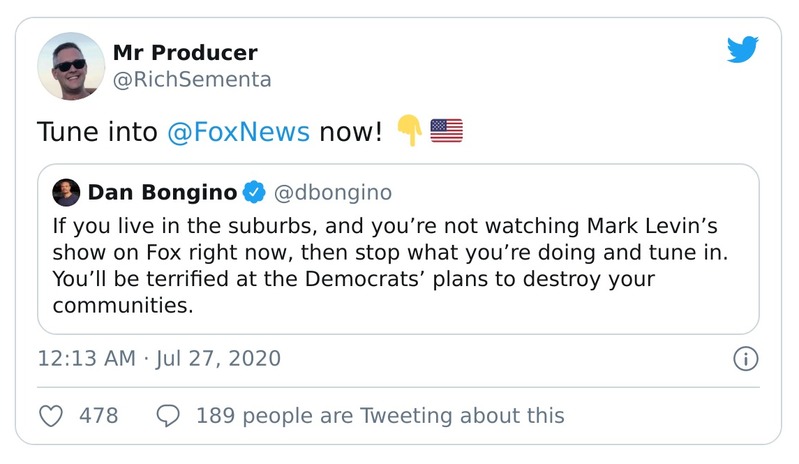 Mr Producer
@RichSementa
Tune into @FoxNews now! 👇🇺🇸
Dan Bongino @dbongino
If you live in the suburbs, and you’re not watching Mark Levin’s
show on Fox right now, then stop what you’re doing and tune in.
You’ll be terrified at the Democrats’ plans to destroy your
communities.
12:13 AM · Jul 27, 2020
478 189 people are Tweeting about this